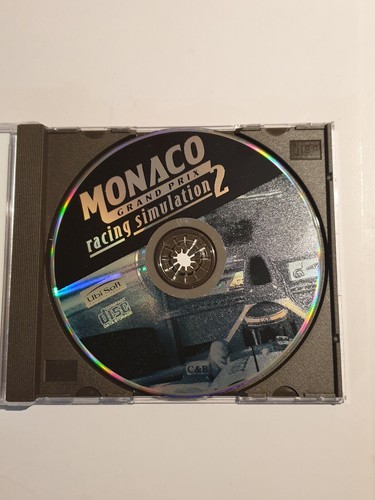 MONACO
GRAND PRIX
racing simulation 2
Ubi Soft
disc
C&B